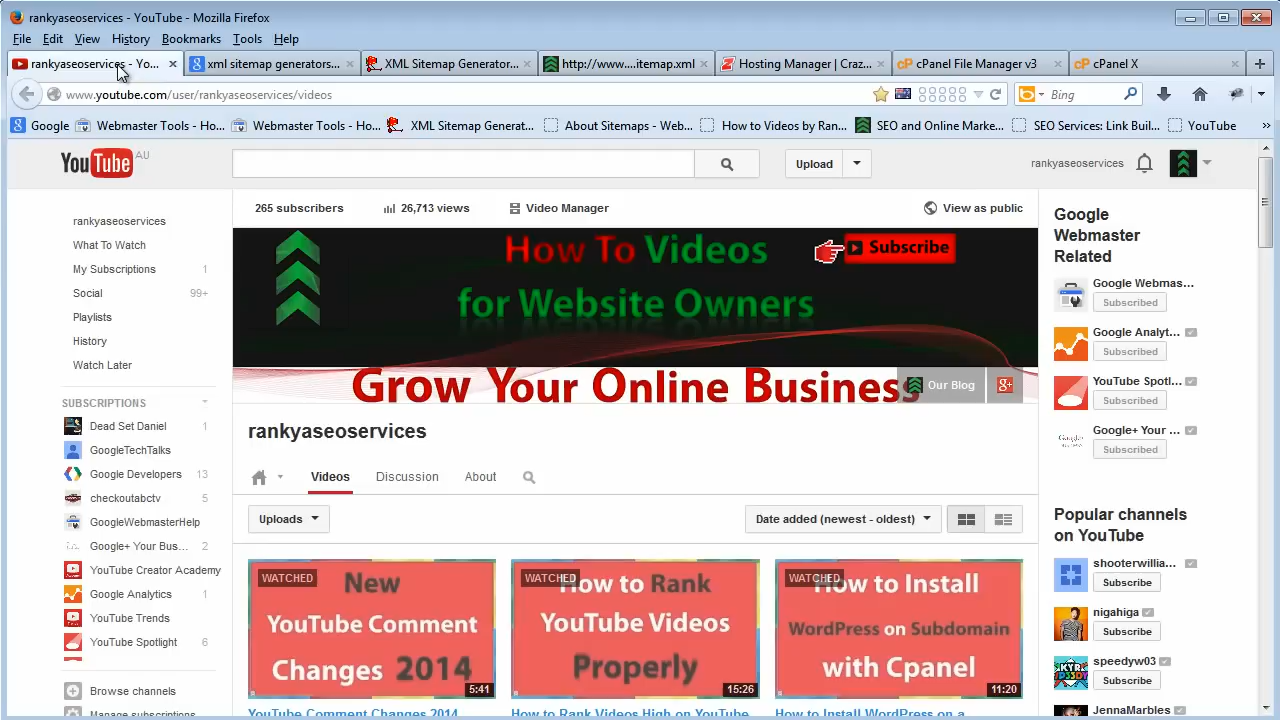 rankyaseoservices - YouTube - Mozilla Firefox
File Edit View History Bookmarks Tools Help
rankyaseoservices - Yo...
xml sitemap generators...
XML Sitemap Generator...
http://www....itemap.xml
Hosting Manager | Craz...
cPanel File Manager v3
cPanel X
www.youtube.com/user/rankyaseoservices/videos
Bing
Google
Webmaster Tools - Ho...
Webmaster Tools - Ho...
XML Sitemap Generat...
About Sitemaps - Web...
How to Videos by Ran...
SEO and Online Marke...
SEO Services: Link Buil...
YouTube
YouTube AU
Upload
rankyaseoservices
rankyaseoservices
What To Watch
My Subscriptions 1
Social 99+
Playlists
History
Watch Later
SUBSCRIPTIONS
Dead Set Daniel 1
GoogleTechTalks
Google Developers 13
checkoutabctv 5
GoogleWebmasterHelp
Google+ Your Bus... 2
YouTube Creator Academy
Google Analytics 1
YouTube Trends
YouTube Spotlight 6
Browse channels
Manage subscriptions
265 subscribers
26,713 views
Video Manager
View as public
How To Videos
Subscribe
for Website Owners
Grow Your Online Business
Our Blog
rankyaseoservices
Videos
Discussion
About
Uploads
Date added (newest - oldest)
WATCHED
New
YouTube Comment
Changes 2014
5:41
YouTube Comment Changes 2014
WATCHED
How to Rank
YouTube Videos
Properly
15:26
How to Rank Videos High on YouTube
WATCHED
How to Install
WordPress on Subdomain
with Cpanel
11:20
How to Install WordPress on a
Google
Webmaster
Related
Google Webmas...
Subscribed
Google Analyt...
Subscribed
YouTube Spotl...
Subscribed
Google+ Your ...
Subscribed
Popular channels
on YouTube
shooterwillia...
Subscribe
nigahiga
Subscribe
speedyw03
Subscribe
JennaMarbles